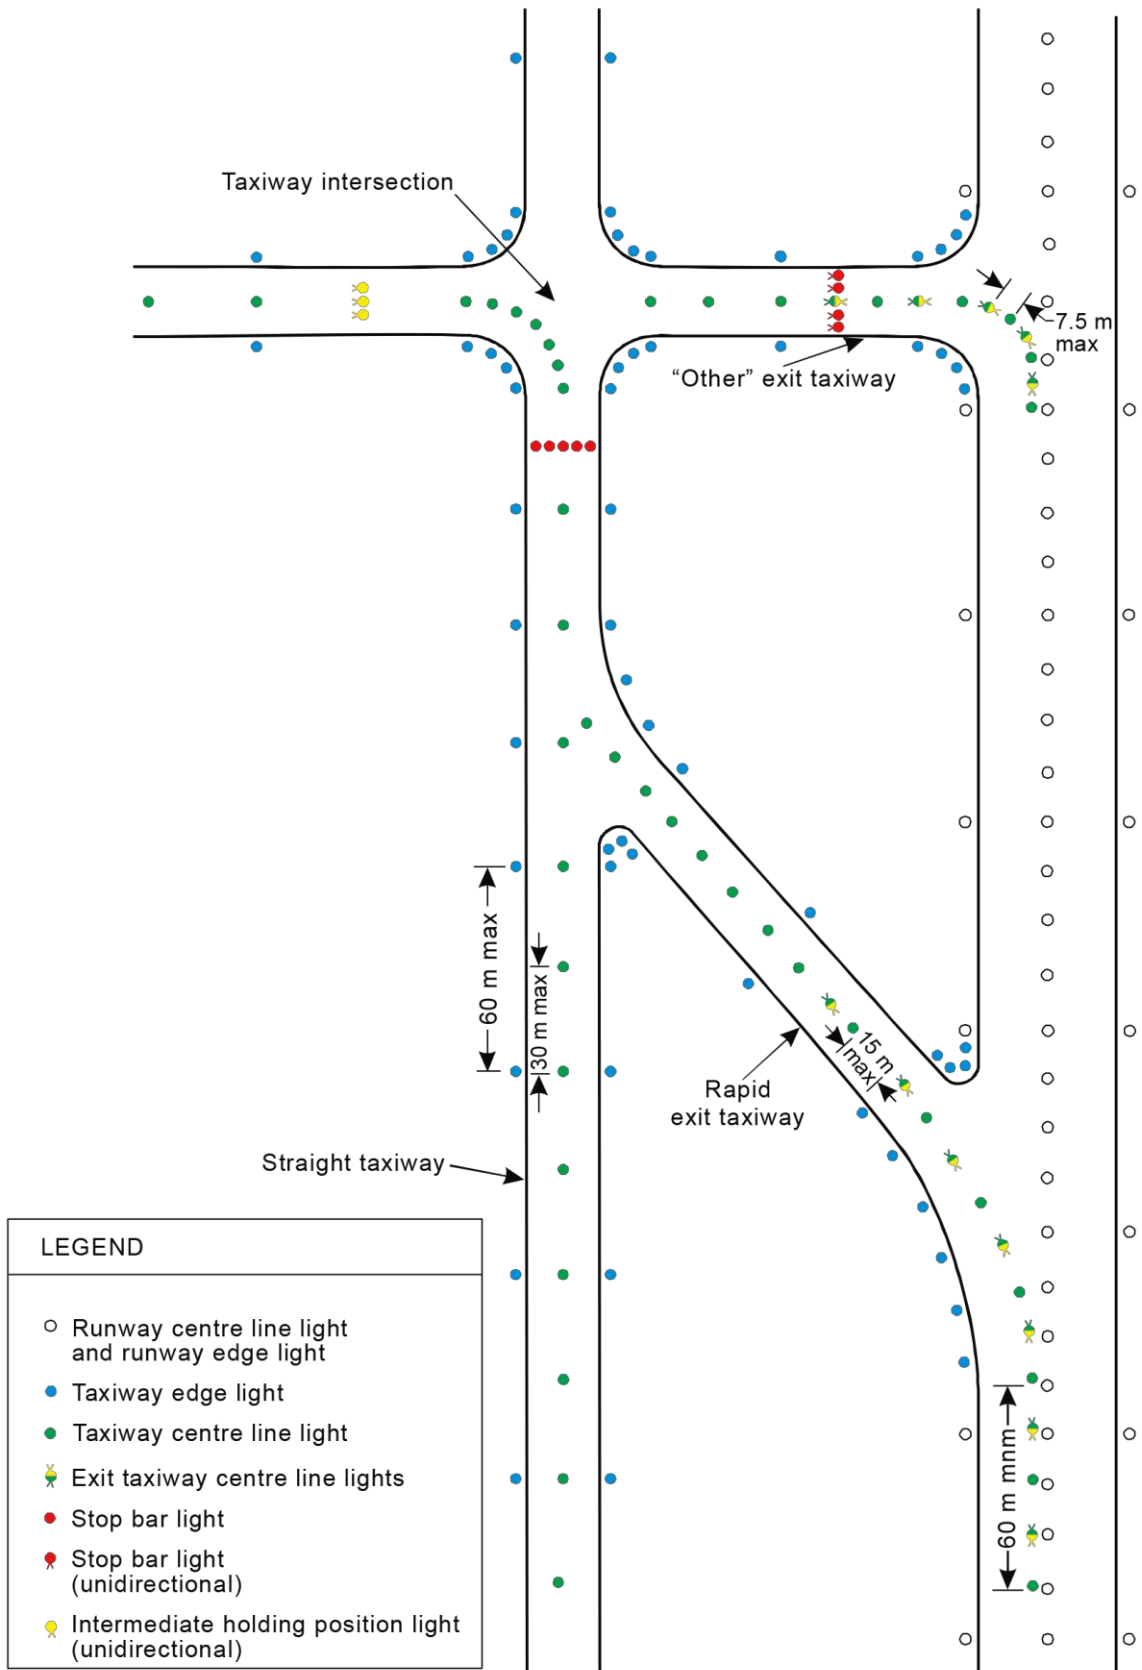 Taxiway intersection
7.5 m
max
“Other” exit taxiway
60 m max
30 m max
15 m
max
Rapid
exit taxiway
Straight taxiway
60 m mnm
LEGEND
Runway centre line light
and runway edge light
Taxiway edge light
Taxiway centre line light
Exit taxiway centre line lights
Stop bar light
Stop bar light
(unidirectional)
Intermediate holding position light
(unidirectional)